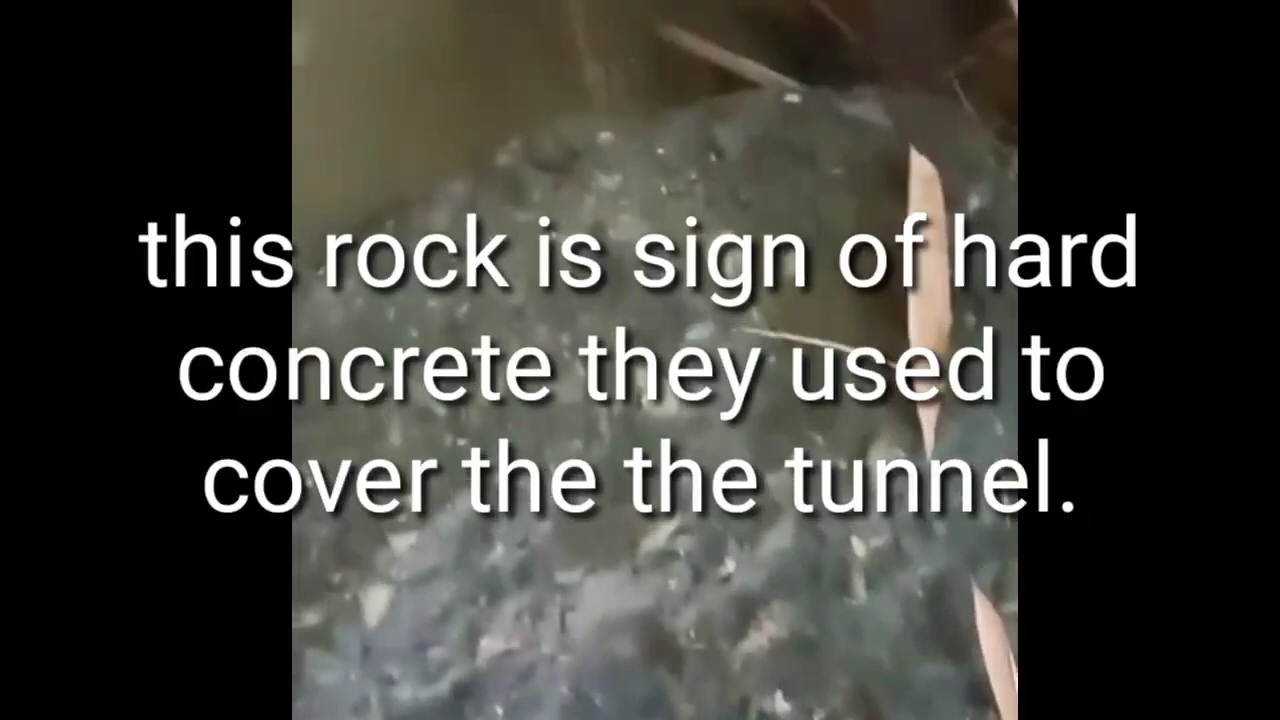 this rock is sign of hard
concrete they used to
cover the the tunnel.